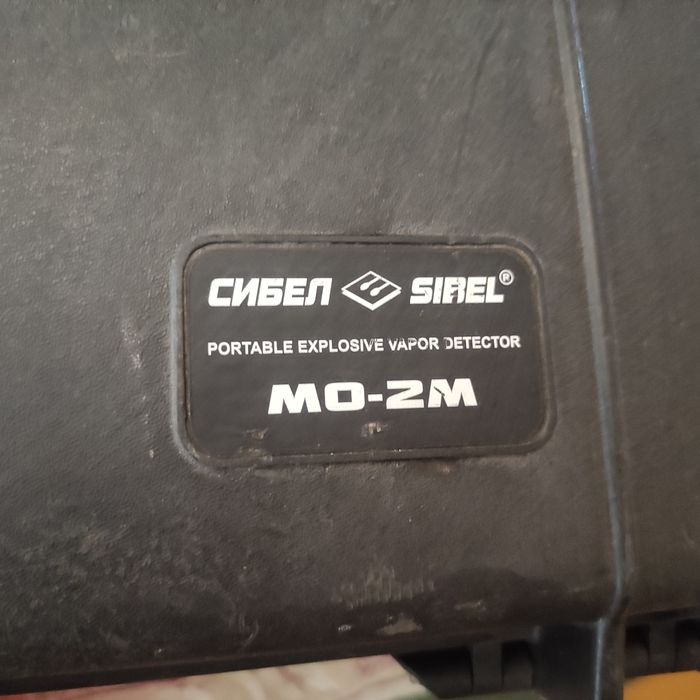 СИБЕЛ SIBEL®
PORTABLE EXPLOSIVE VAPOR DETECTOR
MO-2M